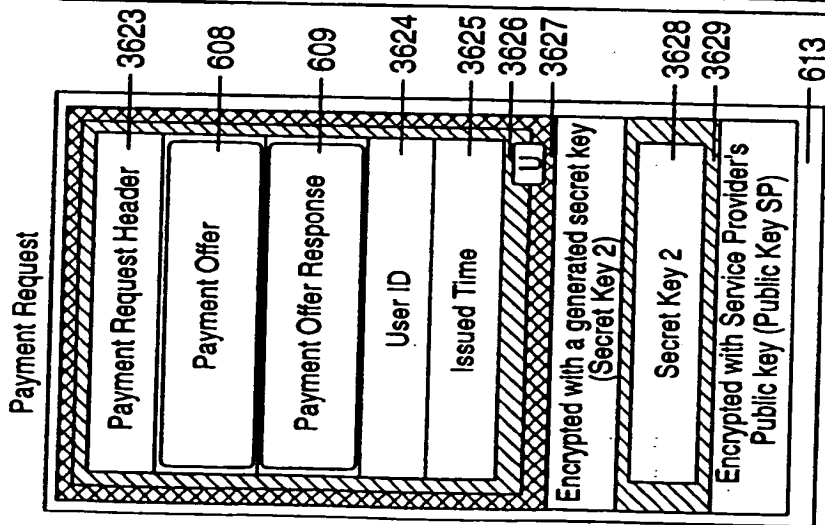 Payment Request
Payment Request Header
3623
Payment Offer
608
Payment Offer Response
609
User ID
3624
Issued Time
3625
3626
U
3627
Encrypted with a generated secret key
(Secret Key 2)
Secret Key 2
3628
3629
Encrypted with Service Provider's
Public key (Public Key SP)
613